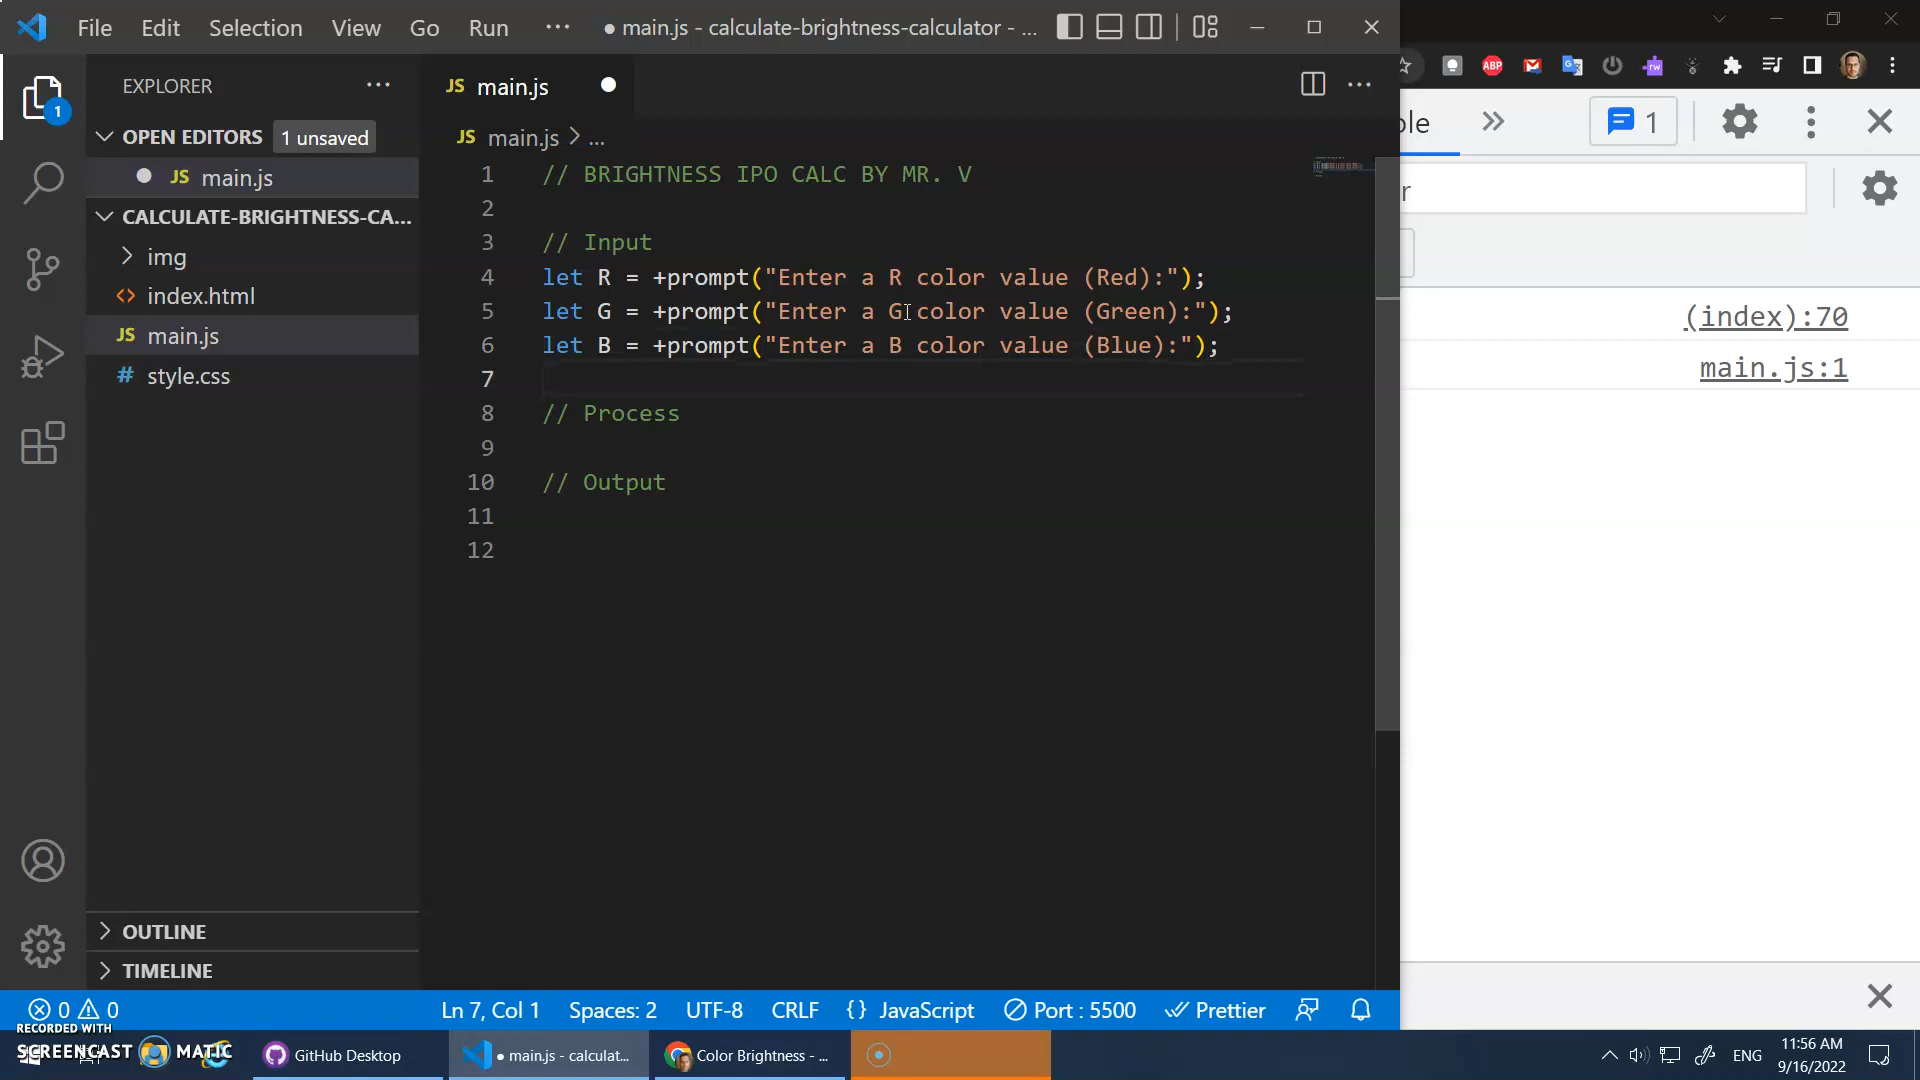 File Edit Selection View Go Run ··· ● main.js - calculate-brightness-calculator - ...
EXPLORER ···
JS main.js ●
OPEN EDITORS 1 unsaved
● JS main.js
CALCULATE-BRIGHTNESS-CA...
img
<> index.html
JS main.js
# style.css
OUTLINE
TIMELINE
1
JS main.js > ...
1 // BRIGHTNESS IPO CALC BY MR. V
2
3 // Input
4 let R = +prompt("Enter a R color value (Red):");
5 let G = +prompt("Enter a G color value (Green):");
6 let B = +prompt("Enter a B color value (Blue):");
7
8 // Process
9
10 // Output
11
12
ABP
ole » 1
r
(index):70
main.js:1
0 0 Ln 7, Col 1 Spaces: 2 UTF-8 CRLF {} JavaScript Port : 5500 Prettier
RECORDED WITH
SCREENCAST MATIC
GitHub Desktop
● main.js - calculat...
Color Brightness - ...
ENG
11:56 AM
9/16/2022